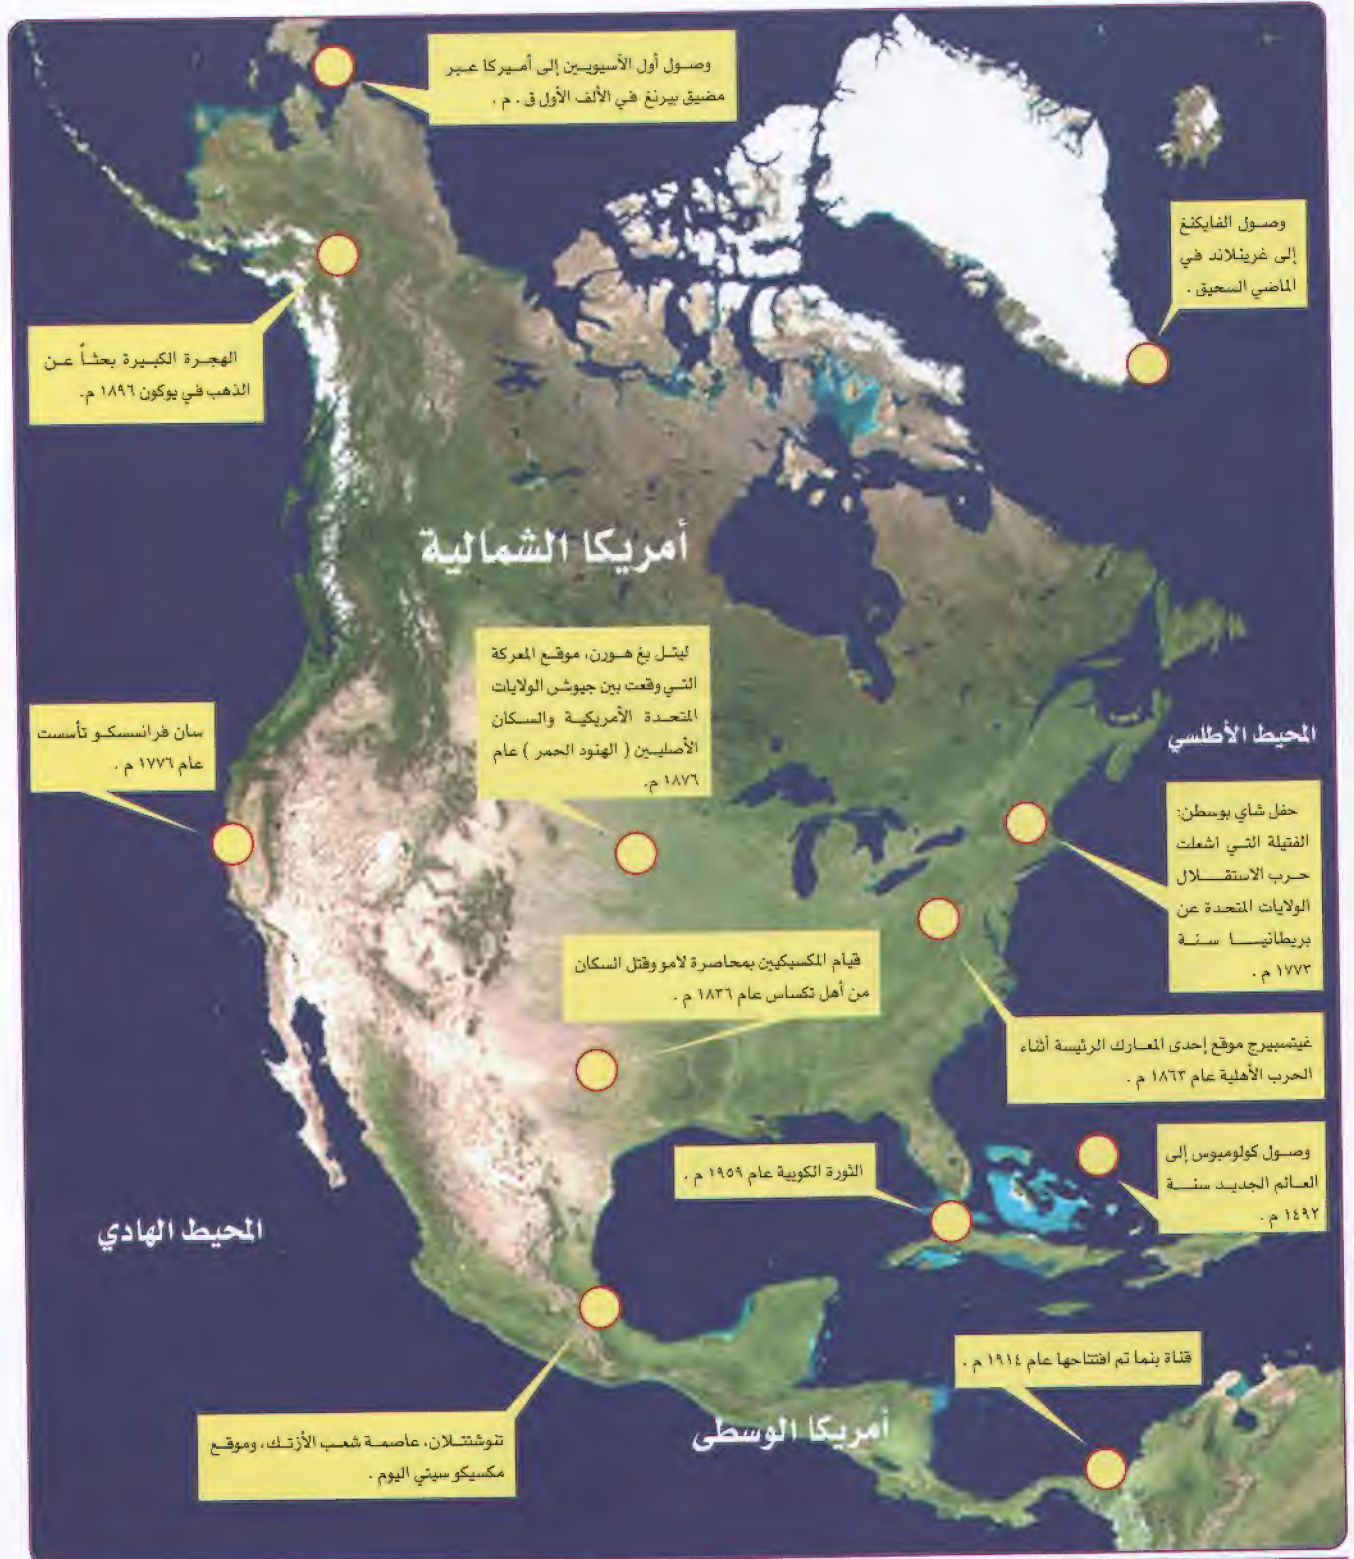 وصول أول الآسيويين إلى أميركا عبر
مضيق بيرنغ في الألف الأول ق . م .
وصول الفايكنغ
إلى غرينلاند في
الماضي السحيق .
الهجرة الكبيرة بحثاً عن
الذهب في يوكون ١٨٩٦ م.
أمريكا الشمالية
ليتل بغ هورن، موقع المعركة
التي وقعت بين جيوش الولايات
المتحدة الأمريكية والسكان
الأصليين ( الهنود الحمر ) عام
١٨٧٦ م.
سان فرانسسكو تأسست
عام ١٧٧٦ م .
المحيط الأطلسي
حفل شاي بوسطن:
الفتيلة التي اشعلت
حرب الاستقلال
الولايات المتحدة عن
بريطانيا سنة
١٧٧٣ م .
قيام المكسيكيين بمحاصرة لامو وقتل السكان
من أهل تكساس عام ١٨٣٦ م .
غيتسبيرج موقع إحدى المعارك الرئيسة أثناء
الحرب الأهلية عام ١٨٦٣ م .
وصول كولومبوس إلى
العالم الجديد سنة
١٤٩٢ م .
الثورة الكوبية عام ١٩٥٩ م .
المحيط الهادي
قناة بنما تم افتتاحها عام ١٩١٤ م .
أمريكا الوسطى
تنوشتتلان، عاصمة شعب الأزتك، وموقع
مكسيكو سيتي اليوم .